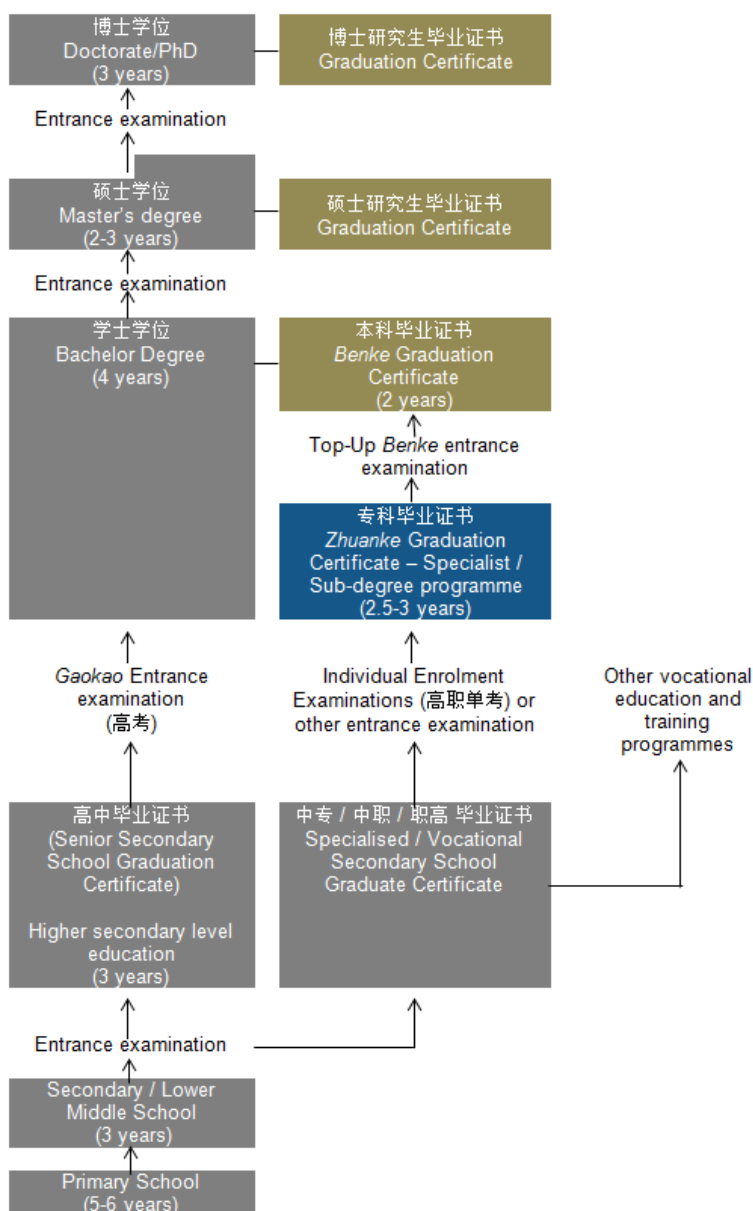 博士学位
Doctorate/PhD
(3 years)
博士研究生毕业证书
Graduation Certificate
Entrance examination
硕士学位
Master's degree
(2-3 years)
硕士研究生毕业证书
Graduation Certificate
Entrance examination
学士学位
Bachelor Degree
(4 years)
本科毕业证书
Benke Graduation
Certificate
(2 years)
Top-Up Benke entrance
examination
专科毕业证书
Zhuanke Graduation
Certificate – Specialist /
Sub-degree programme
(2.5-3 years)
Gaokao Entrance
examination
(高考)
Individual Enrolment
Examinations (高职单考) or
other entrance examination
Other vocational
education and
training
programmes
高中毕业证书
(Senior Secondary
School Graduation
Certificate)
Higher secondary level
education
(3 years)
中专 / 中职 / 职高 毕业证书
Specialised / Vocational
Secondary School
Graduate Certificate
Entrance examination
Secondary / Lower
Middle School
(3 years)
Primary School
(5-6 years)